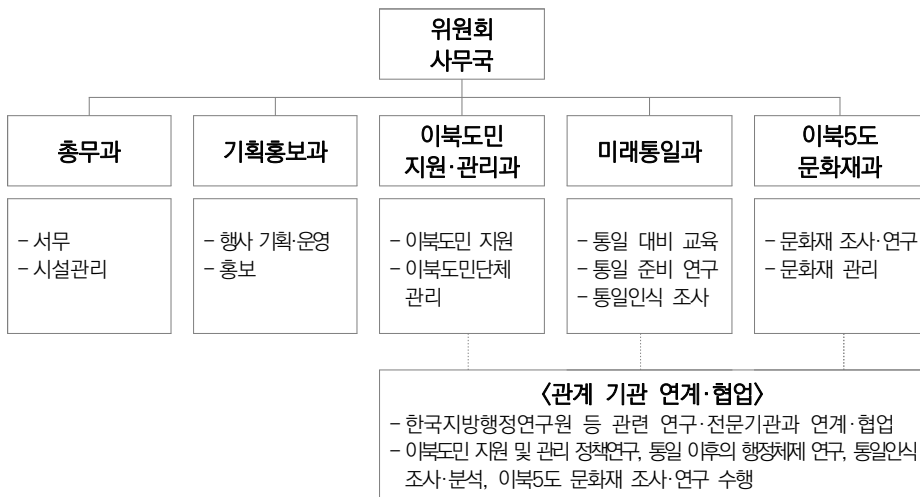 위원회
사무국
총무과
기획홍보과
이북도민
지원·관리과
미래통일과
이북5도
문화재과
- 서무
- 시설관리
- 행사 기획·운영
- 홍보
- 이북도민 지원
- 이북도민단체
관리
- 통일 대비 교육
- 통일 준비 연구
- 통일인식 조사
- 문화재 조사·연구
- 문화재 관리
〈관계 기관 연계·협업〉
- 한국지방행정연구원 등 관련 연구·전문기관과 연계·협업
- 이북도민 지원 및 관리 정책연구, 통일 이후의 행정체제 연구, 통일인식
조사·분석, 이북5도 문화재 조사·연구 수행